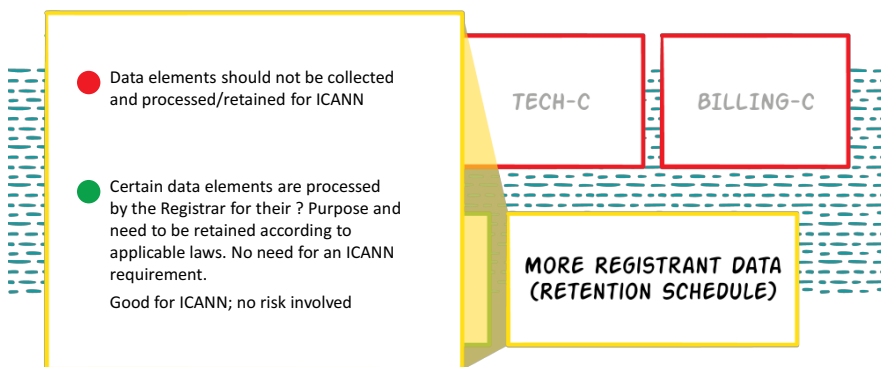 Data elements should not be collected
and processed/retained for ICANN
TECH-C
BILLING-C
Certain data elements are processed
by the Registrar for their ? Purpose and
need to be retained according to
applicable laws. No need for an ICANN
requirement.
Good for ICANN; no risk involved
MORE REGISTRANT DATA
(RETENTION SCHEDULE)